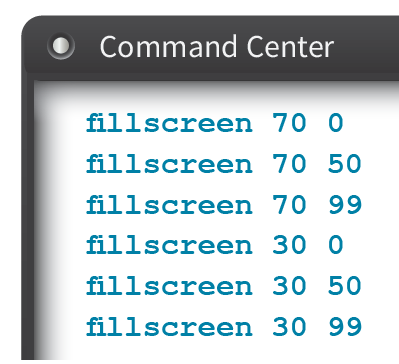 Command Center
fillscreen 70 0
fillscreen 70 50
fillscreen 70 99
fillscreen 30 0
fillscreen 30 50
fillscreen 30 99